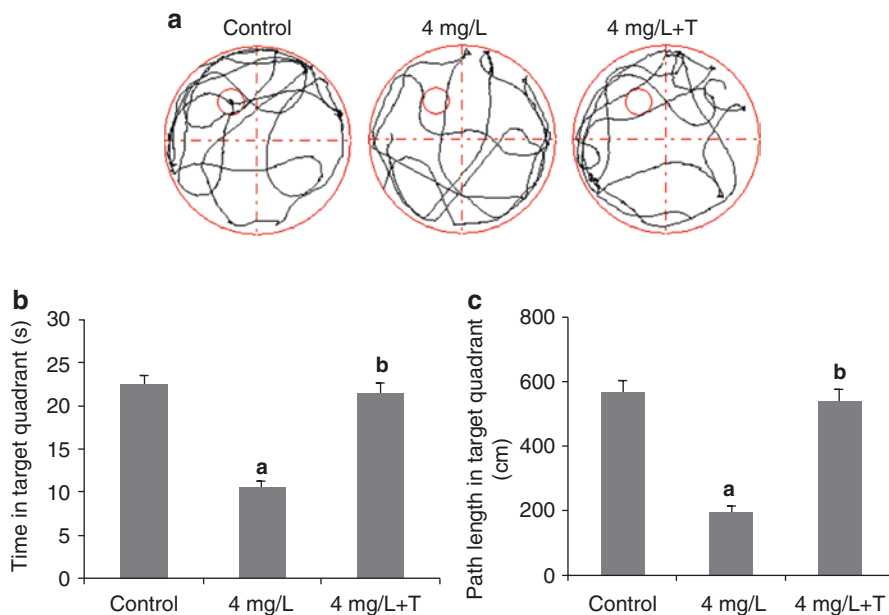 a
Control 4 mg/L 4 mg/L+T
b
Time in target quadrant (s)
30
25
20
15
10
5
0
a
b
Control 4 mg/L 4 mg/L+T
c
Path length in target quadrant
(cm)
800
600
400
200
0
a
b
Control 4 mg/L 4 mg/L+T